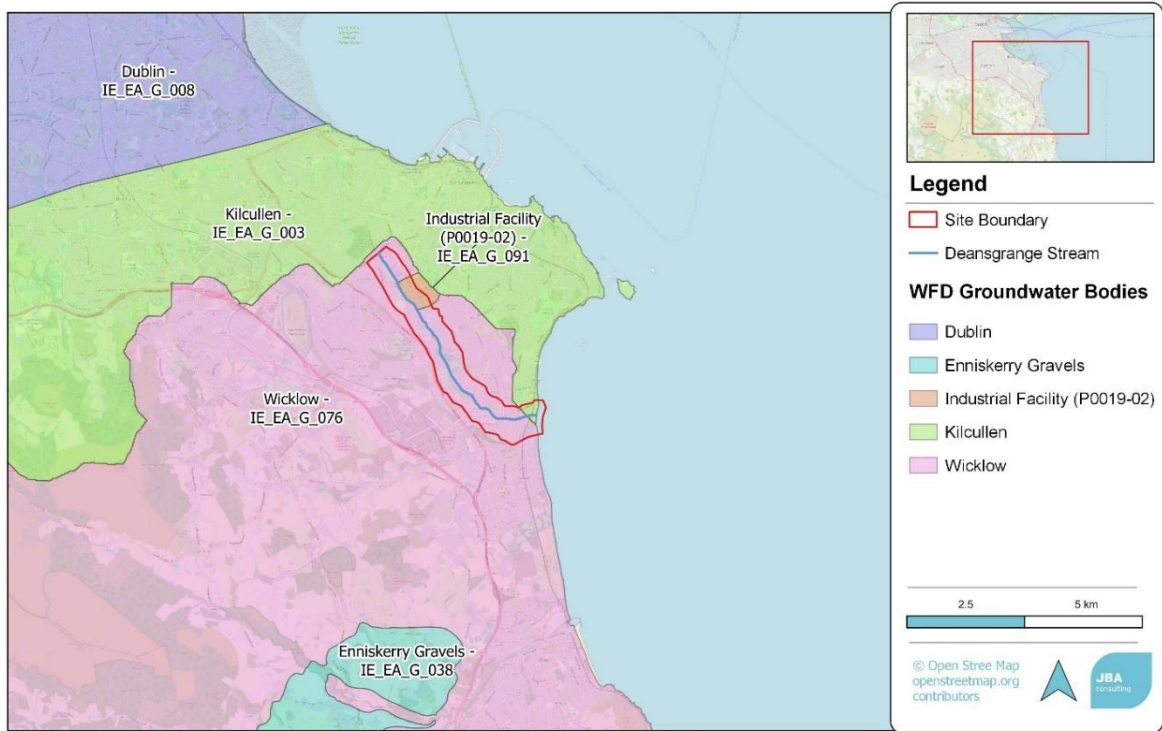 Dublin -
IE_EA_G_008
Kilcullen -
IE_EA_G_003
Industrial Facility
(P0019-02) -
IE_EA_G_091
Wicklow -
IE_EA_G_076
Enniskerry Gravels -
IE_EA_G_038
Legend
Site Boundary
Deansgrange Stream
WFD Groundwater Bodies
Dublin
Enniskerry Gravels
Industrial Facility (P0019-02)
Kilcullen
Wicklow
2.5 5 km
© Open Stree Map
openstreetmap.org
contributors
JBA
consulting